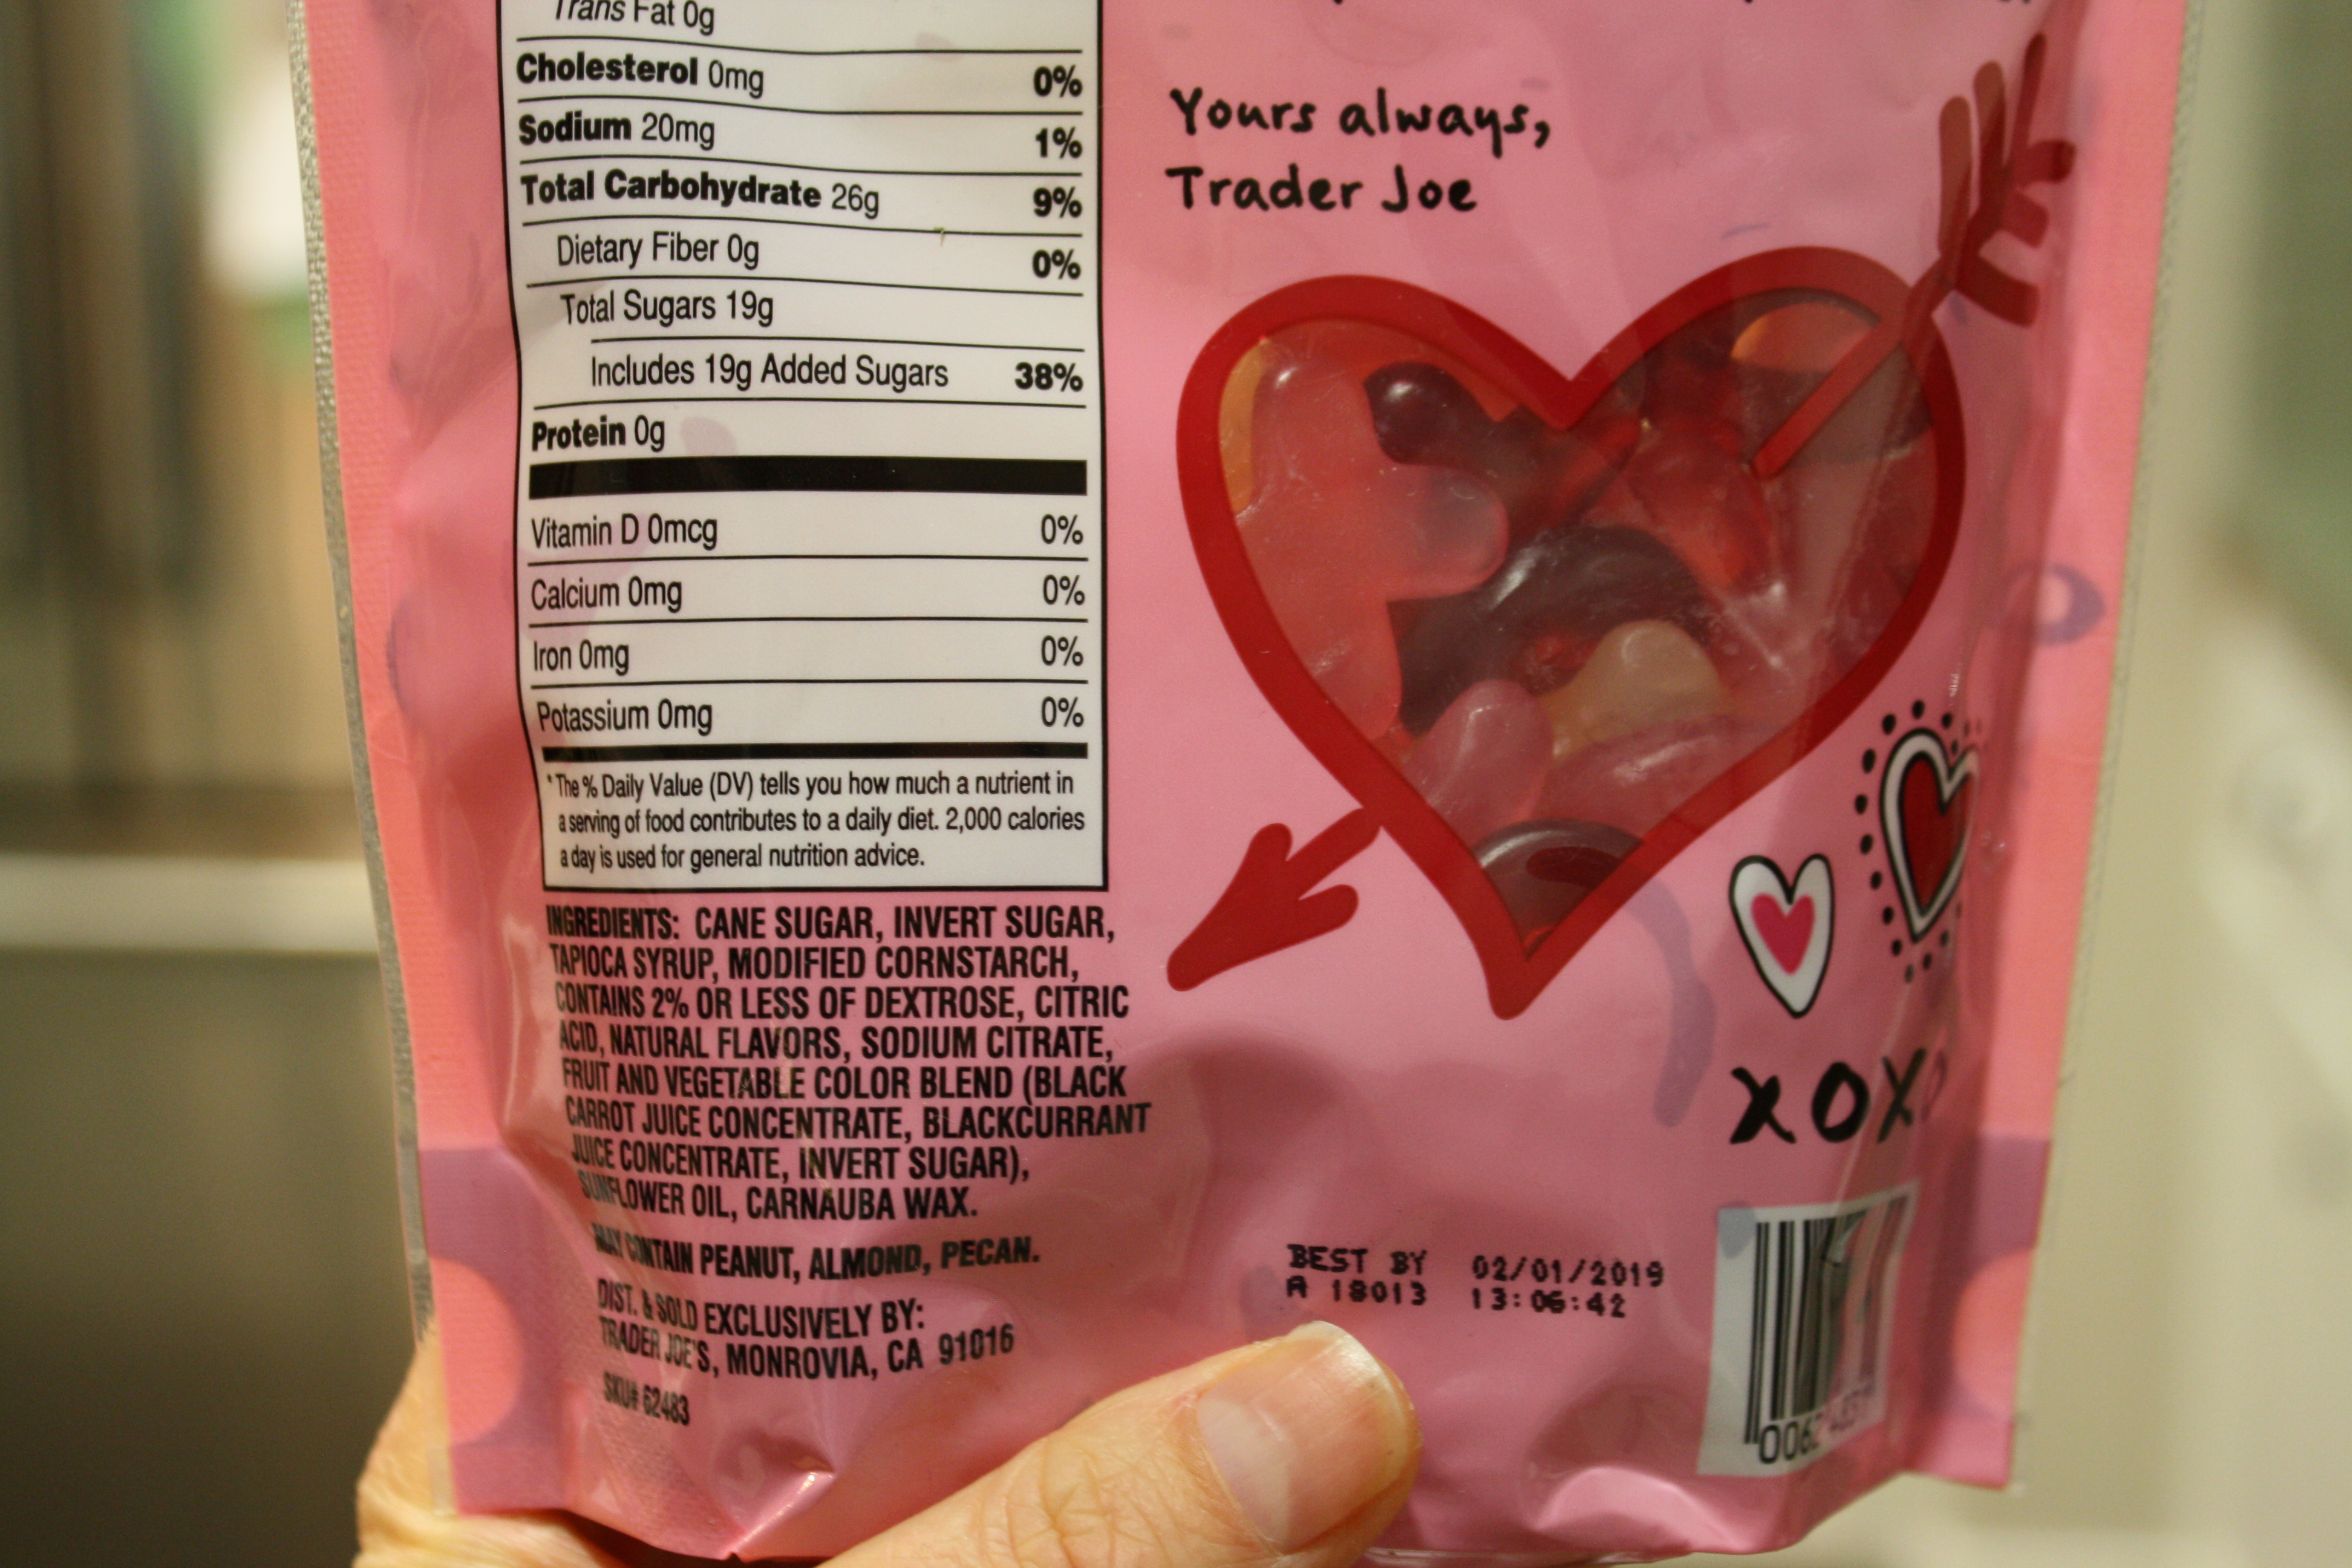 Trans Fat 0g
Cholesterol 0mg 0%
Sodium 20mg 1%
Total Carbohydrate 26g 9%
Dietary Fiber 0g 0%
Total Sugars 19g
Includes 19g Added Sugars 38%
Protein 0g
Vitamin D 0mcg 0%
Calcium 0mg 0%
Iron 0mg 0%
Potassium 0mg 0%
* The % Daily Value (DV) tells you how much a nutrient in
a serving of food contributes to a daily diet. 2,000 calories
a day is used for general nutrition advice.
INGREDIENTS: CANE SUGAR, INVERT SUGAR,
TAPIOCA SYRUP, MODIFIED CORNSTARCH,
CONTAINS 2% OR LESS OF DEXTROSE, CITRIC
ACID, NATURAL FLAVORS, SODIUM CITRATE,
FRUIT AND VEGETABLE COLOR BLEND (BLACK
CARROT JUICE CONCENTRATE, BLACKCURRANT
JUICE CONCENTRATE, INVERT SUGAR),
SUNFLOWER OIL, CARNAUBA WAX.
MAY CONTAIN PEANUT, ALMOND, PECAN.
DIST. & SOLD EXCLUSIVELY BY:
TRADER JOE'S, MONROVIA, CA 91016
SKU# 62483
Yours always,
Trader Joe
XOXO
BEST BY 02/01/2019
A 18013 13:06:42